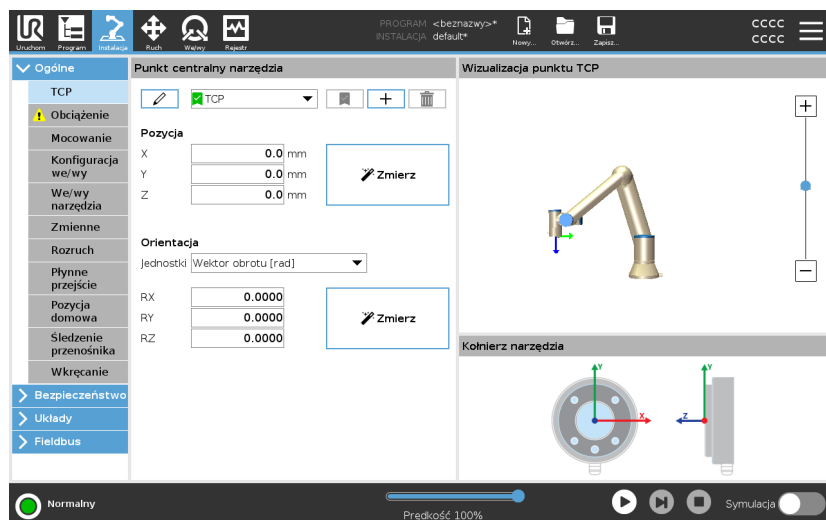 PROGRAM <beznazwy>*
INSTALACJA default*
Uruchom
Program
Instalacja
Ruch
We/wy
Rejestr
Nowy...
Otwórz...
Zapisz...
cccc
cccc
Ogólne
TCP
Obciążenie
Mocowanie
Konfiguracja
we/wy
We/wy
narzędzia
Zmienne
Rozruch
Płynne
przejście
Pozycja
domowa
Śledzenie
przenośnika
Wkręcanie
Bezpieczeństwo
Układy
Fieldbus
Punkt centralny narzędzia
TCP
Pozycja
X 0.0 mm
Y 0.0 mm
Z 0.0 mm
Zmierz
Orientacja
Jednostki Wektor obrotu [rad]
RX 0.0000
RY 0.0000
RZ 0.0000
Zmierz
Wizualizacja punktu TCP
Kołnierz narzędzia
Y
X
Y
Z
Normalny
Prędkość 100%
Symulacja